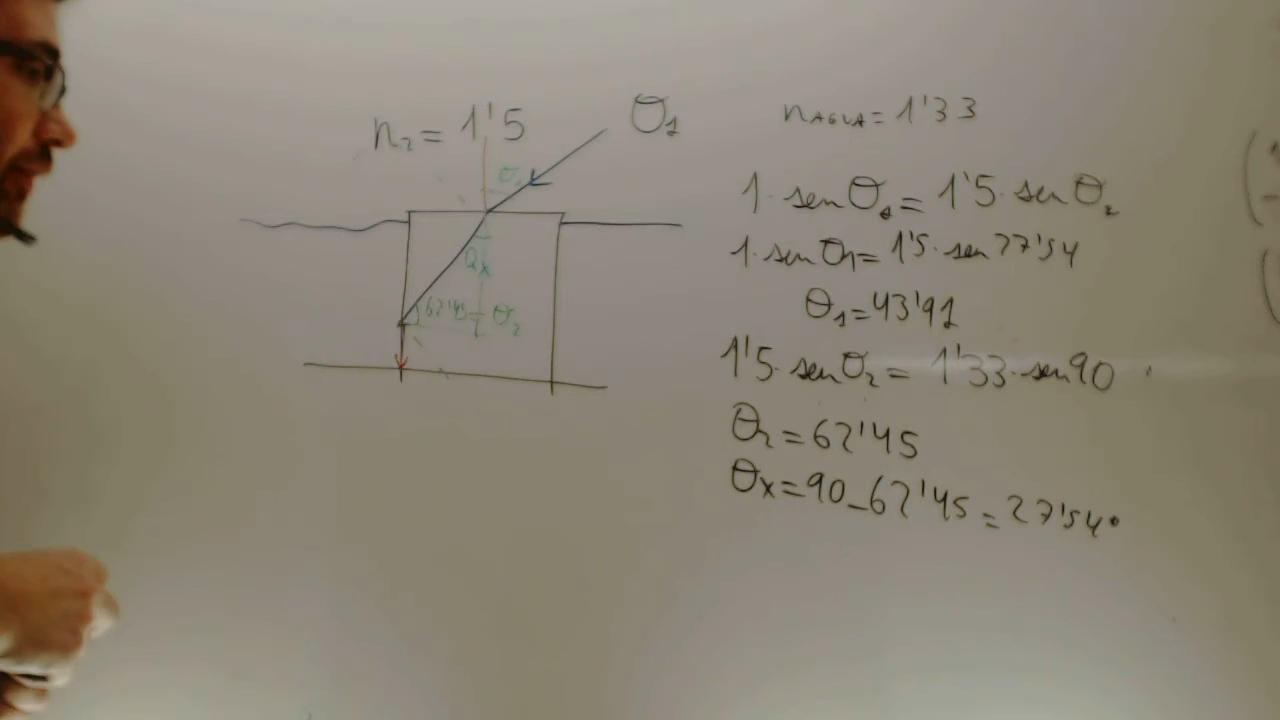 n₂ = 1'5
θ₁
θ₁
θx
62'45
θ₂
nAGUA = 1'33
1 · sen θ₁ = 1'5 · sen θ₂
1 · sen θ₁ = 1'5 · sen 27'54
θ₁ = 43'91
1'5 · sen θ₂ = 1'33 · sen 90
θ₂ = 62'45
θx = 90 - 62'45 = 27'54°